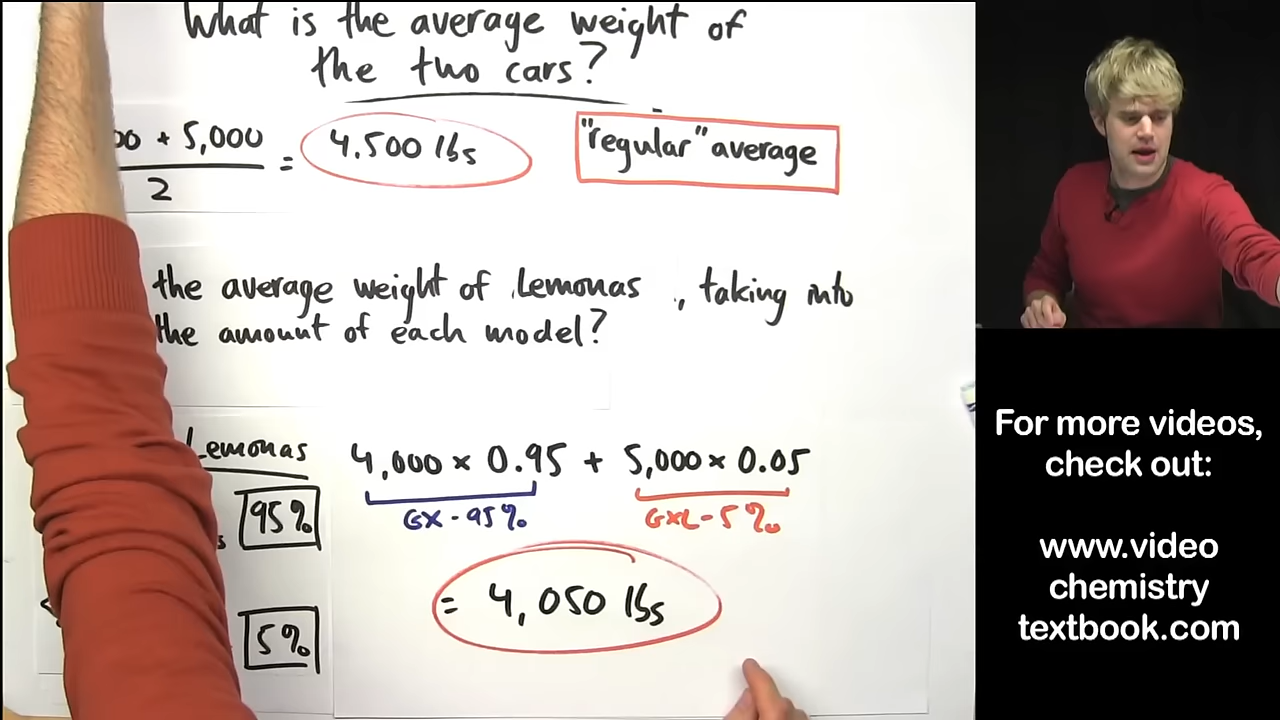 What is the average weight of
the two cars?
00 + 5,000
2
=
4,500 lbs
"regular" average
the average weight of Lemonas , taking into
the amount of each model?
Lemonas
4,000 × 0.95 + 5,000 × 0.05
95%
GX - 95%
GXL - 5%
s
= 4,050 lbs
5%
For more videos,
check out:
www.video
chemistry
textbook.com